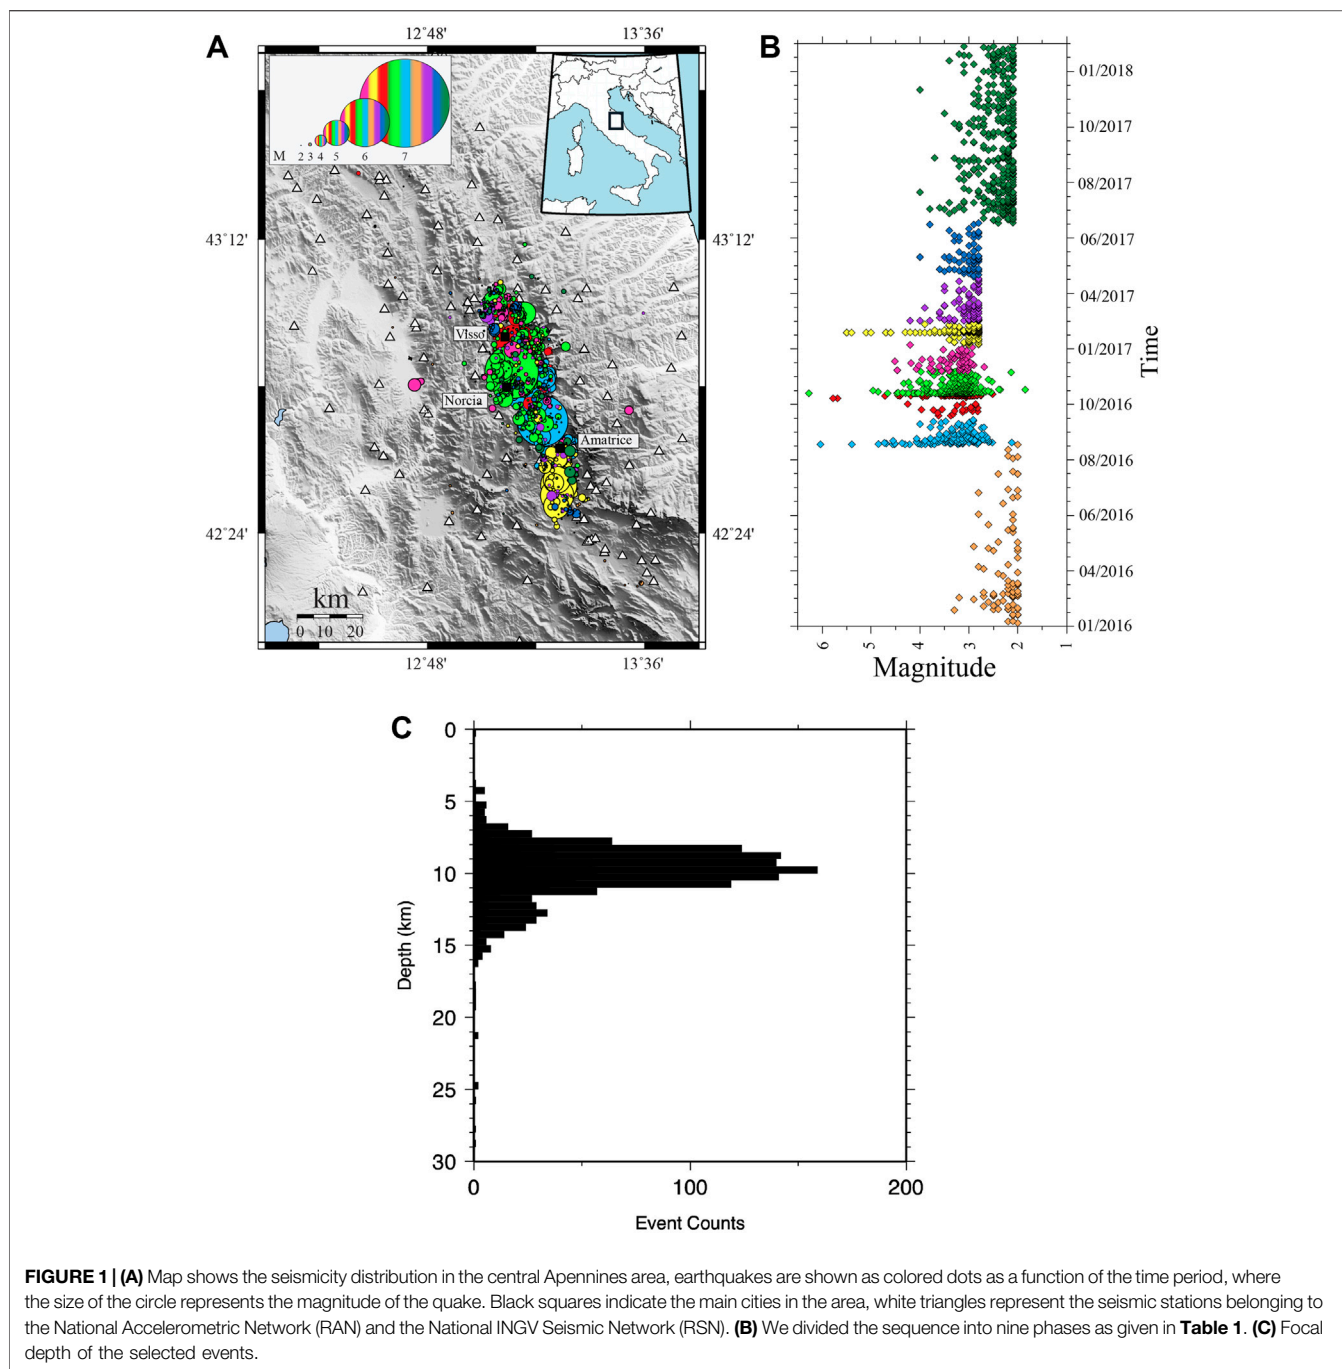 A
12˚48'
13˚36'
M
2 3 4 5 6 7
43˚12'
43˚12'
Visso
Norcia
Amatrice
42˚24'
42˚24'
km
0 10 20
12˚48'
13˚36'
B
01/2018
10/2017
08/2017
06/2017
04/2017
01/2017
10/2016
08/2016
06/2016
04/2016
01/2016
Time
6 5 4 3 2 1
Magnitude
C
0
5
10
15
20
25
30
Depth (km)
0 100 200
Event Counts
FIGURE 1 | (A) Map shows the seismicity distribution in the central Apennines area, earthquakes are shown as colored dots as a function of the time period, where
the size of the circle represents the magnitude of the quake. Black squares indicate the main cities in the area, white triangles represent the seismic stations belonging to
the National Accelerometric Network (RAN) and the National INGV Seismic Network (RSN). (B) We divided the sequence into nine phases as given in Table 1. (C) Focal
depth of the selected events.